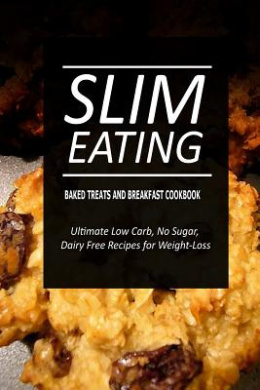 SLIM
EATING
BAKED TREATS AND BREAKFAST COOKBOOK
Ultimate Low Carb, No Sugar,
Dairy Free Recipes for Weight-Loss